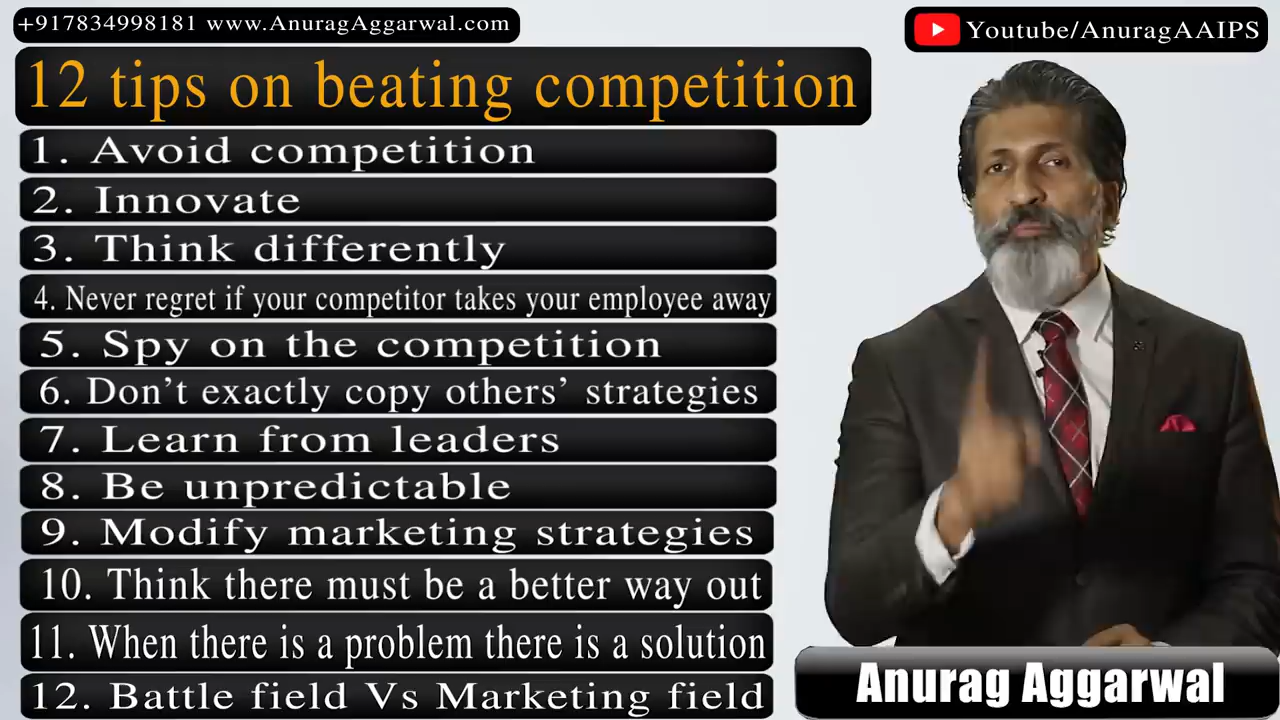 +917834998181 www.AnuragAggarwal.com
Youtube/AnuragAAIPS
12 tips on beating competition
1. Avoid competition
2. Innovate
3. Think differently
4. Never regret if your competitor takes your employee away
5. Spy on the competition
6. Don’t exactly copy others’ strategies
7. Learn from leaders
8. Be unpredictable
9. Modify marketing strategies
10. Think there must be a better way out
11. When there is a problem there is a solution
12. Battle field Vs Marketing field
Anurag Aggarwal